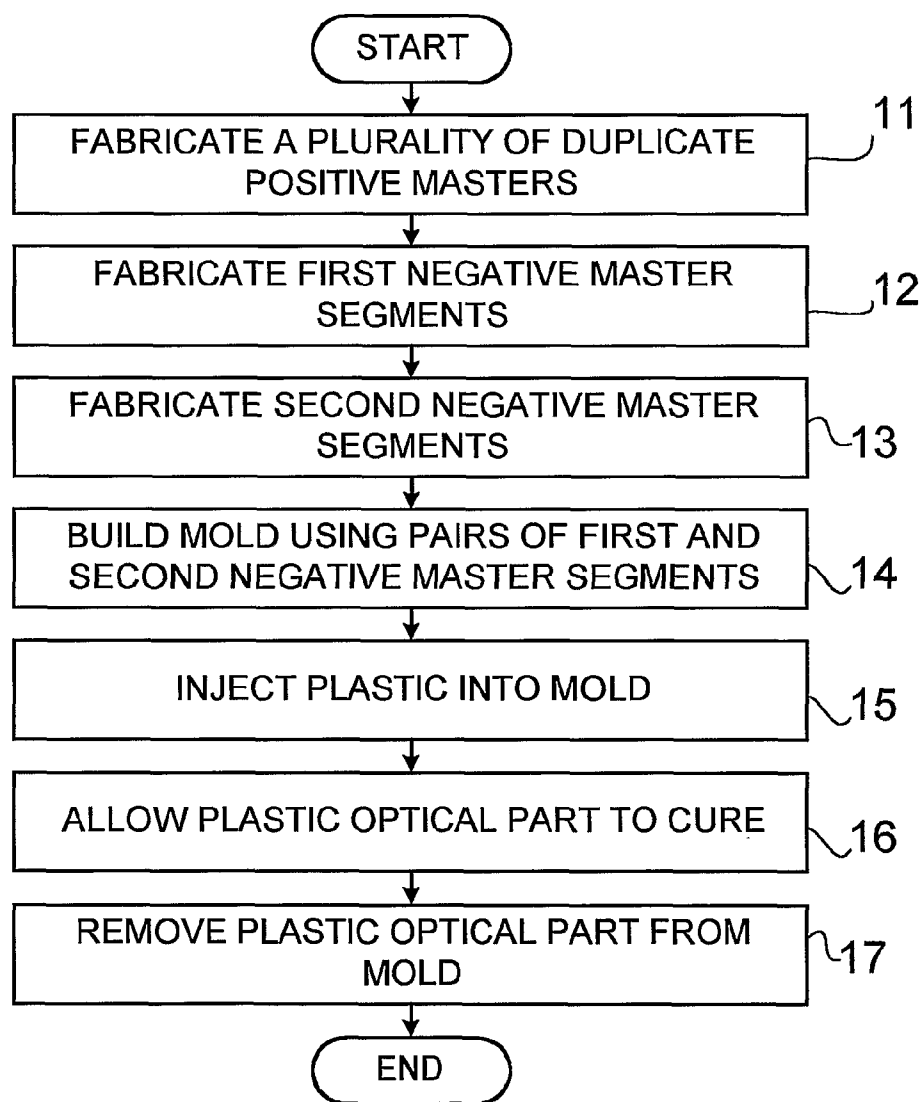 START
FABRICATE A PLURALITY OF DUPLICATE
POSITIVE MASTERS
11
FABRICATE FIRST NEGATIVE MASTER
SEGMENTS
12
FABRICATE SECOND NEGATIVE MASTER
SEGMENTS
13
BUILD MOLD USING PAIRS OF FIRST AND
SECOND NEGATIVE MASTER SEGMENTS
14
INJECT PLASTIC INTO MOLD
15
ALLOW PLASTIC OPTICAL PART TO CURE
16
REMOVE PLASTIC OPTICAL PART FROM
MOLD
17
END